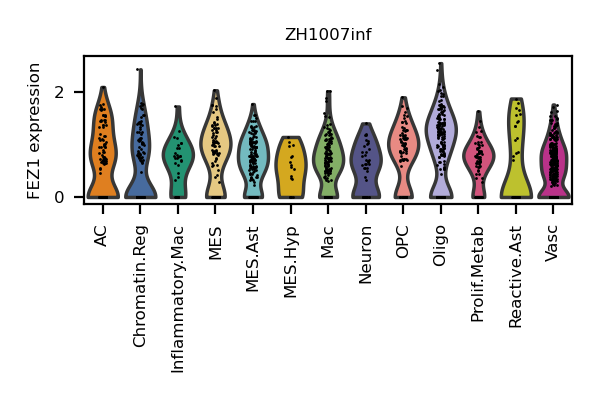 ZH1007inf
FEZ1 expression
2
0
AC
Chromatin.Reg
Inflammatory.Mac
MES
MES.Ast
MES.Hyp
Mac
Neuron
OPC
Oligo
Prolif.Metab
Reactive.Ast
Vasc